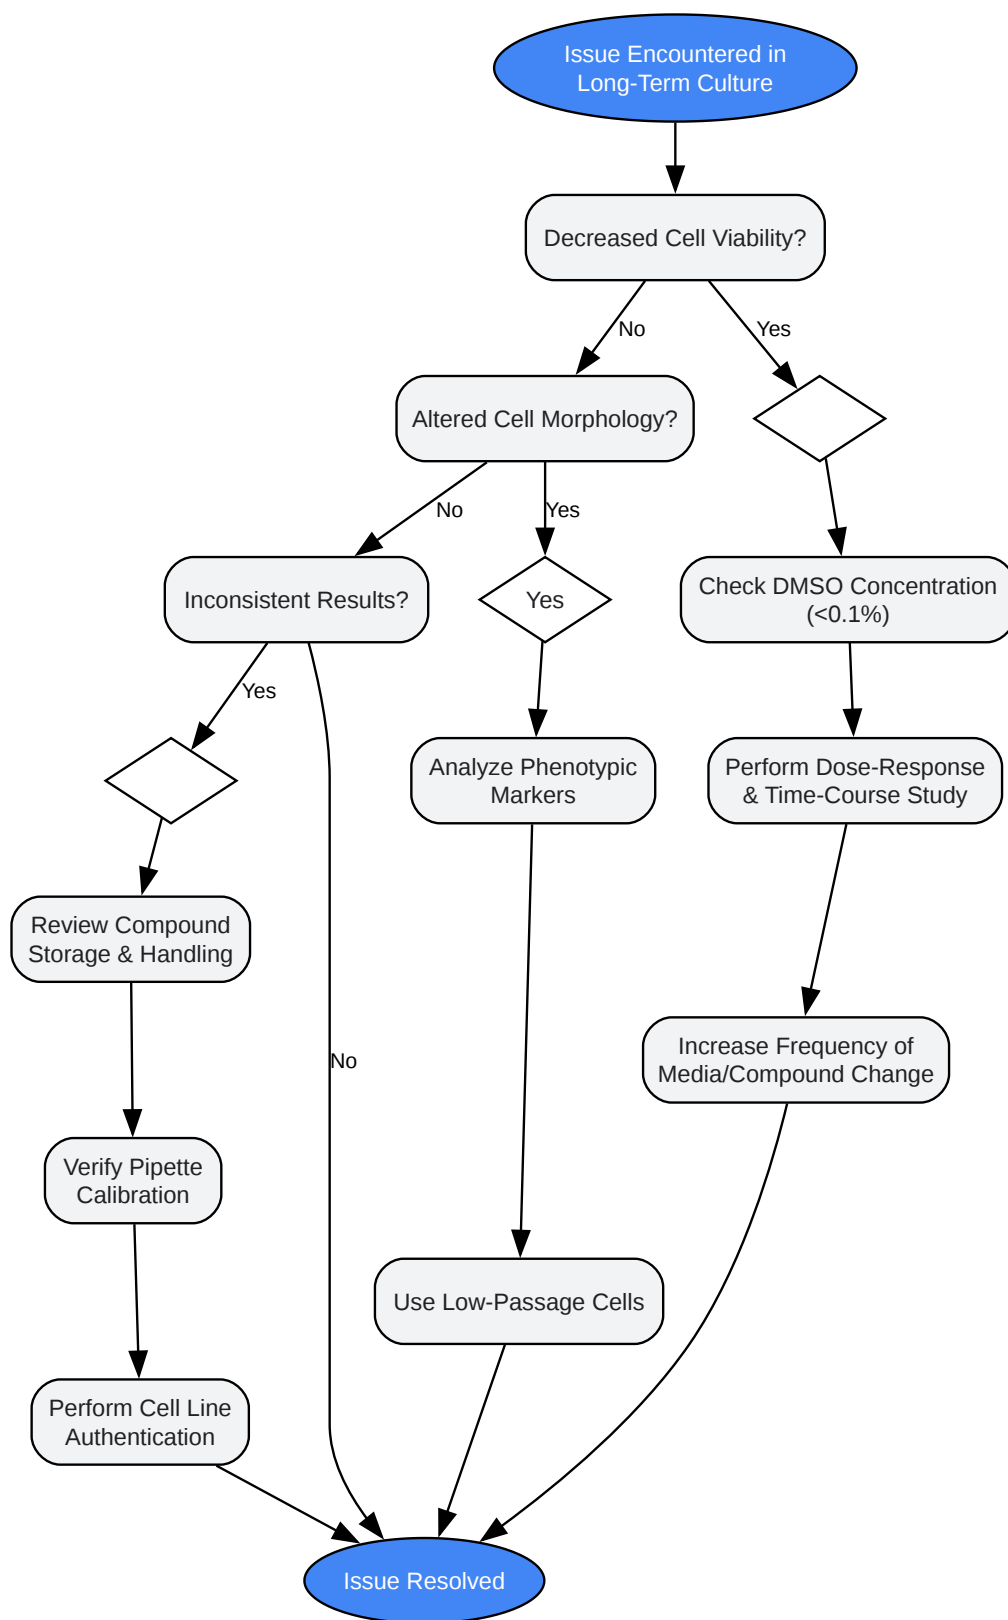 Issue Encountered in
Long-Term Culture
Decreased Cell Viability?
No
Yes
Altered Cell Morphology?
No
Yes
Inconsistent Results?
Yes
Check DMSO Concentration
(<0.1%)
Yes
Analyze Phenotypic
Markers
Perform Dose-Response
& Time-Course Study
Review Compound
Storage & Handling
No
Increase Frequency of
Media/Compound Change
Verify Pipette
Calibration
Use Low-Passage Cells
Perform Cell Line
Authentication
Issue Resolved